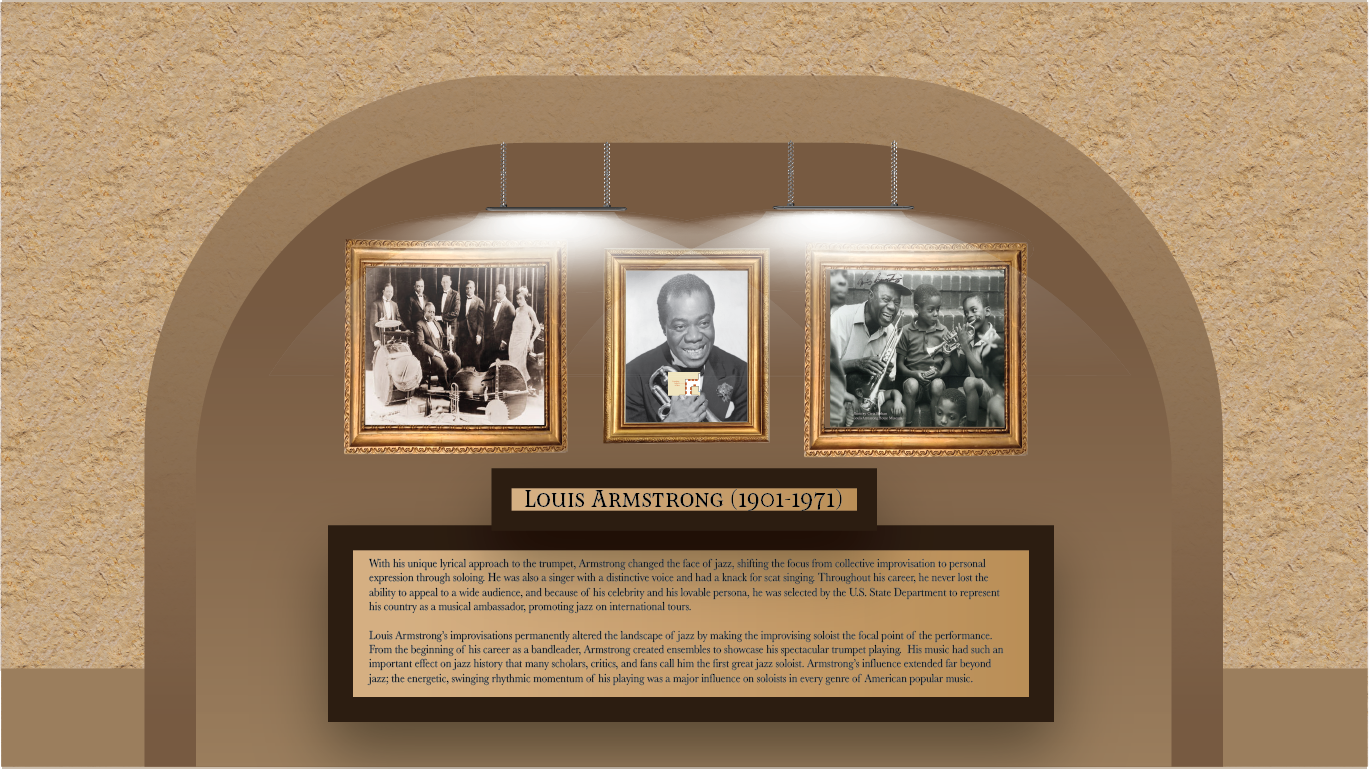 Louis Armstrong (1901-1971)
With his unique lyrical approach to the trumpet, Armstrong changed the face of jazz, shifting the focus from collective improvisation to personal
expression through soloing. He was also a singer with a distinctive voice and had a knack for scat singing. Throughout his career, he never lost the
ability to appeal to a wide audience, and because of his celebrity and his lovable persona, he was selected by the U.S. State Department to represent
his country as a musical ambassador, promoting jazz on international tours.
Louis Armstrong's improvisations permanently altered the landscape of jazz by making the improvising soloist the focal point of the performance.
From the beginning of his career as a bandleader, Armstrong created ensembles to showcase his spectacular trumpet playing. His music had such an
important effect on jazz history that many scholars, critics, and fans call him the first great jazz soloist. Armstrong's influence extended far beyond
jazz; the energetic, swinging rhythmic momentum of his playing was a major influence on soloists in every genre of American popular music.